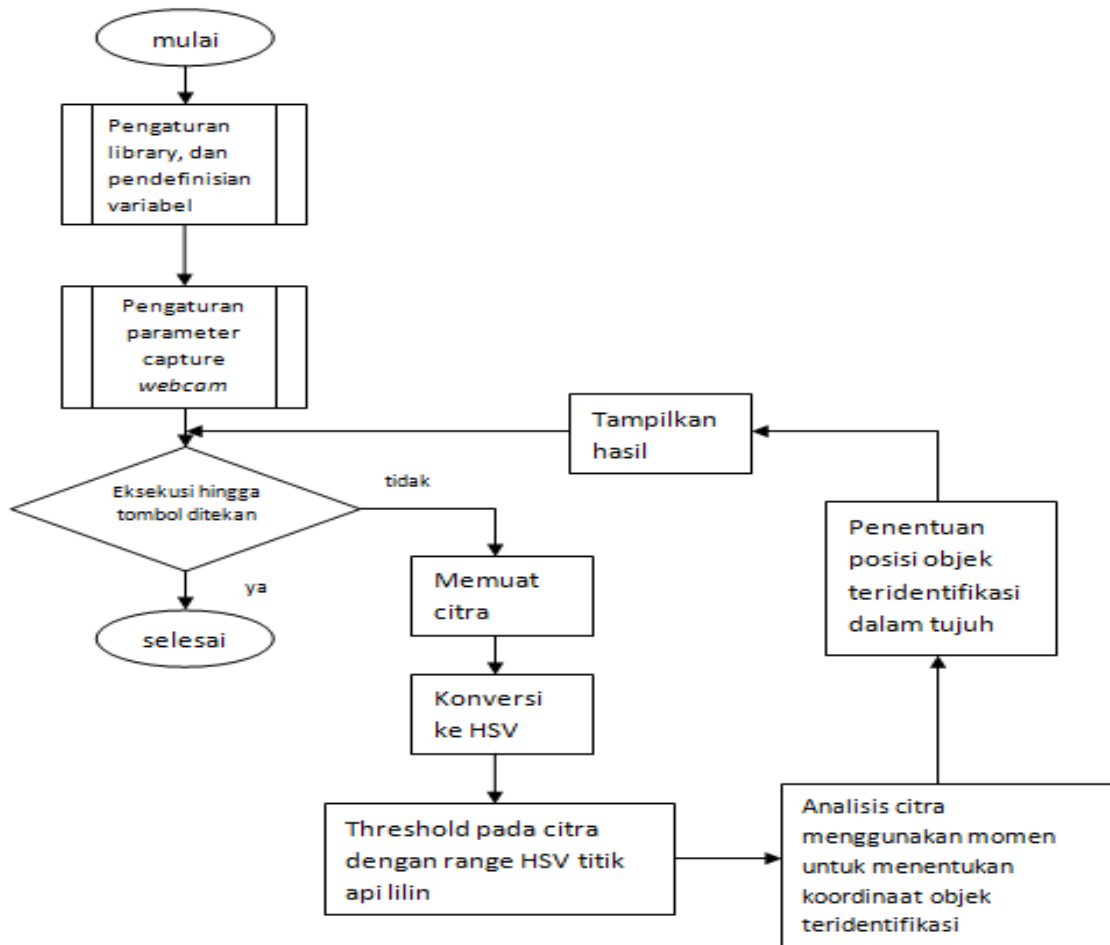 mulai
Pengaturan
library, dan
pendefinisian
variabel
Pengaturan
parameter
capture
webcam
Eksekusi hingga
tombol ditekan
tidak
ya
selesai
Memuat
citra
Konversi
ke HSV
Threshold pada citra
dengan range HSV titik
api lilin
Analisis citra
menggunakan momen
untuk menentukan
koordinaat objek
teridentifikasi
Penentuan
posisi objek
teridentifikasi
dalam tujuh
Tampilkan
hasil